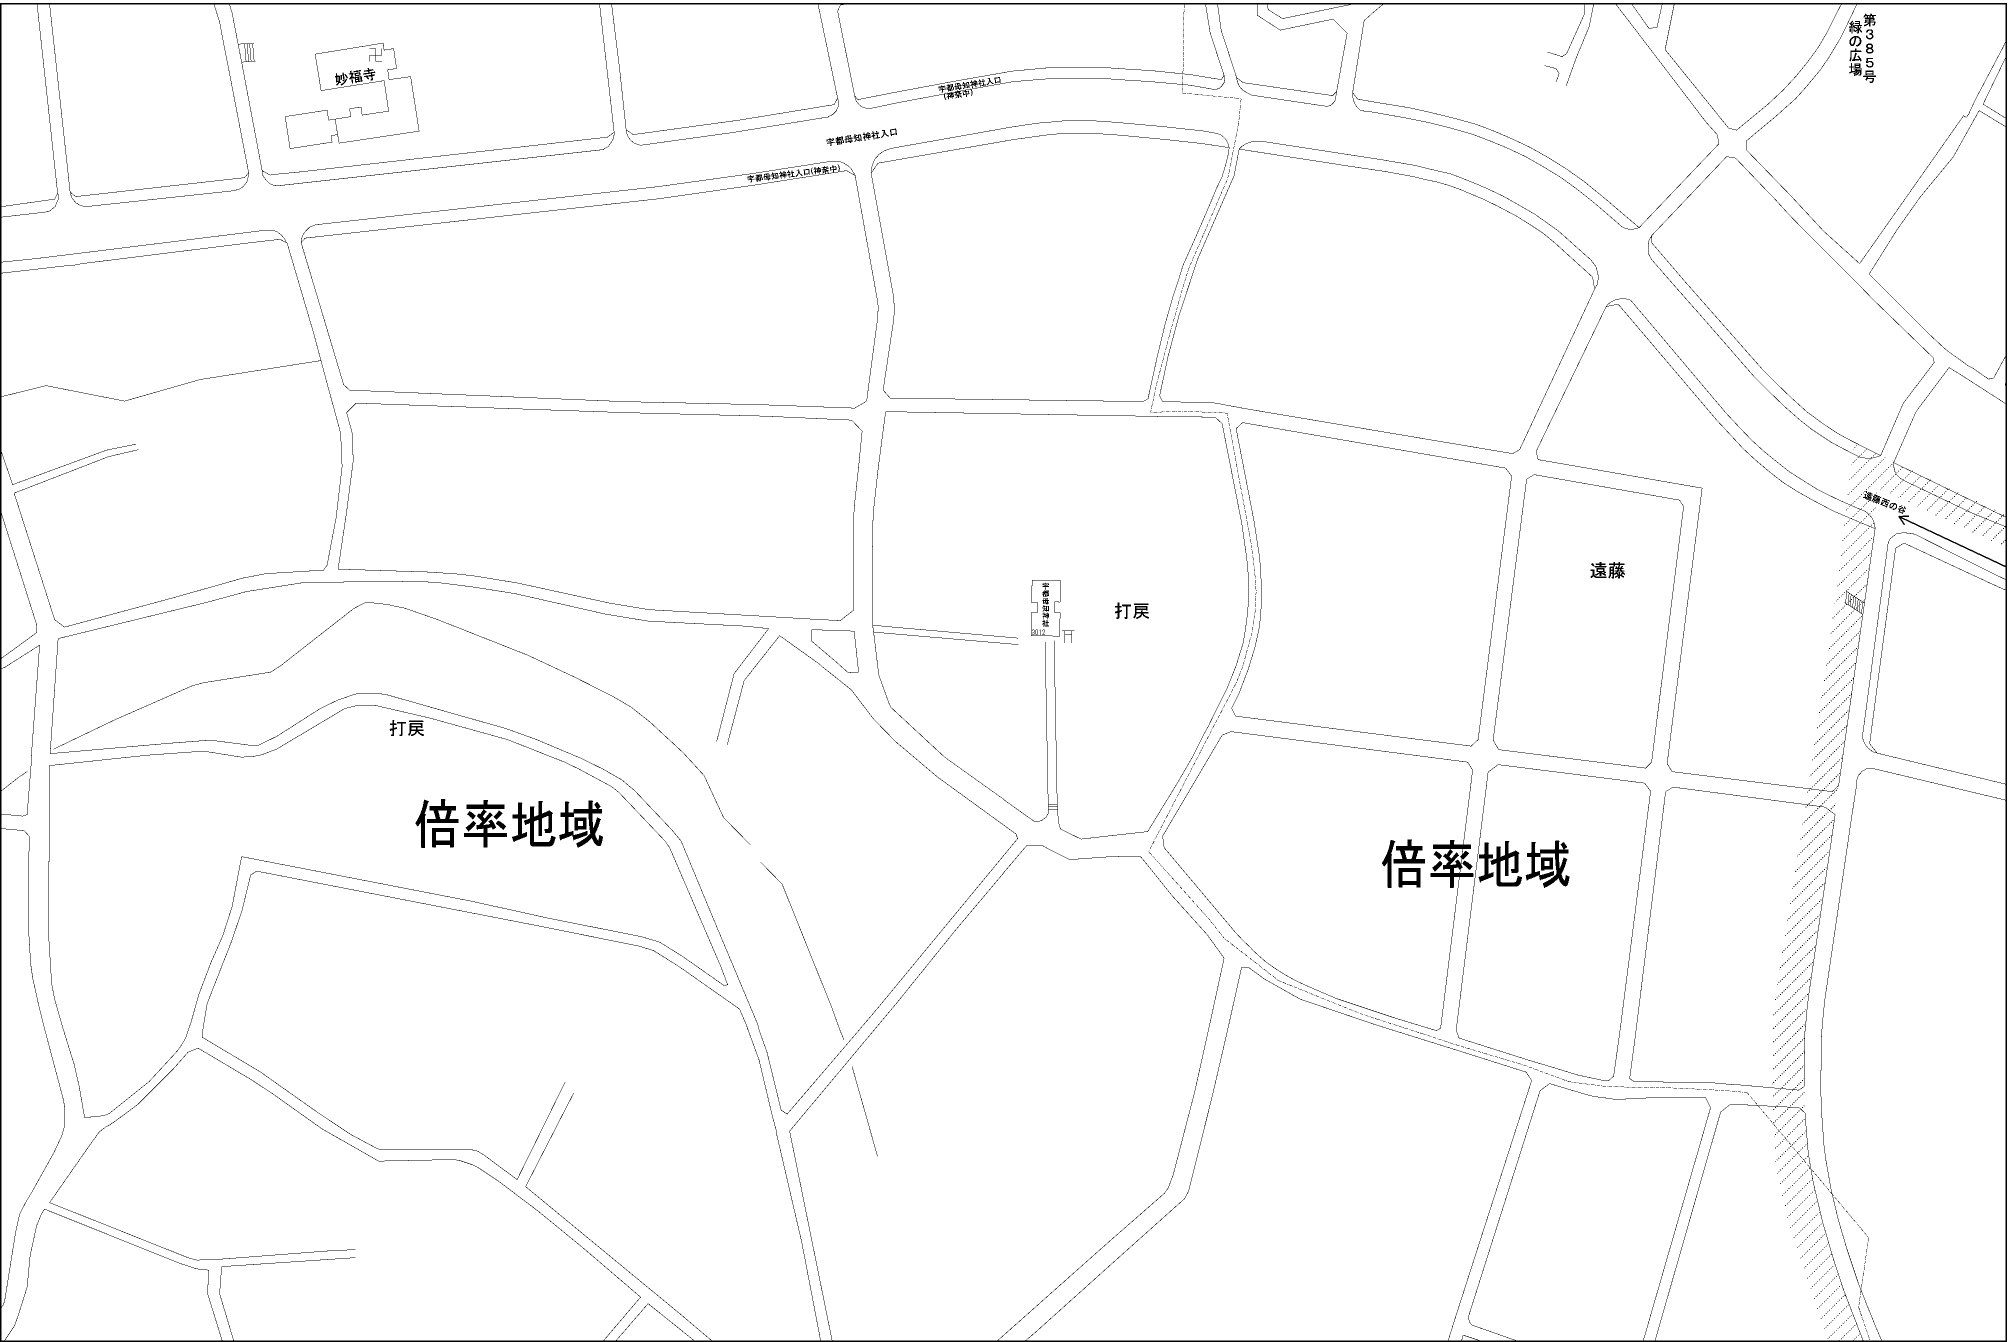 第385号
緑の広場
妙福寺
宇都母知神社入口
(神奈中)
宇都母知神社入口
宇都母知神社入口(神奈中)
遠藤西の谷
遠藤
宇都母知神社
3012
打戻
打戻
倍率地域
倍率地域